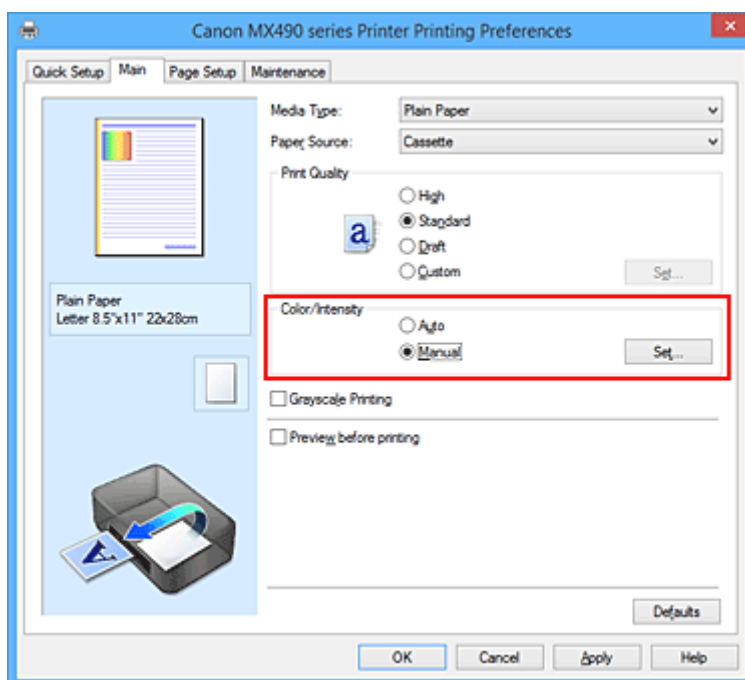 Canon MX490 series Printer Printing Preferences
Quick Setup Main Page Setup Maintenance
Media Type: Plain Paper
Paper Source: Cassette
Print Quality
High
Standard
Draft
Custom Set...
a
Plain Paper
Letter 8.5"x11" 22x28cm
Color/Intensity
Auto
Manual Set...
Grayscale Printing
Preview before printing
A
Defaults
OK Cancel Apply Help